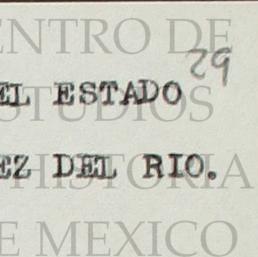 ENTRO DE
29
EL ESTADO
STUDIOS
EZ DEL RIO.
HISTORIA
E MEXICO